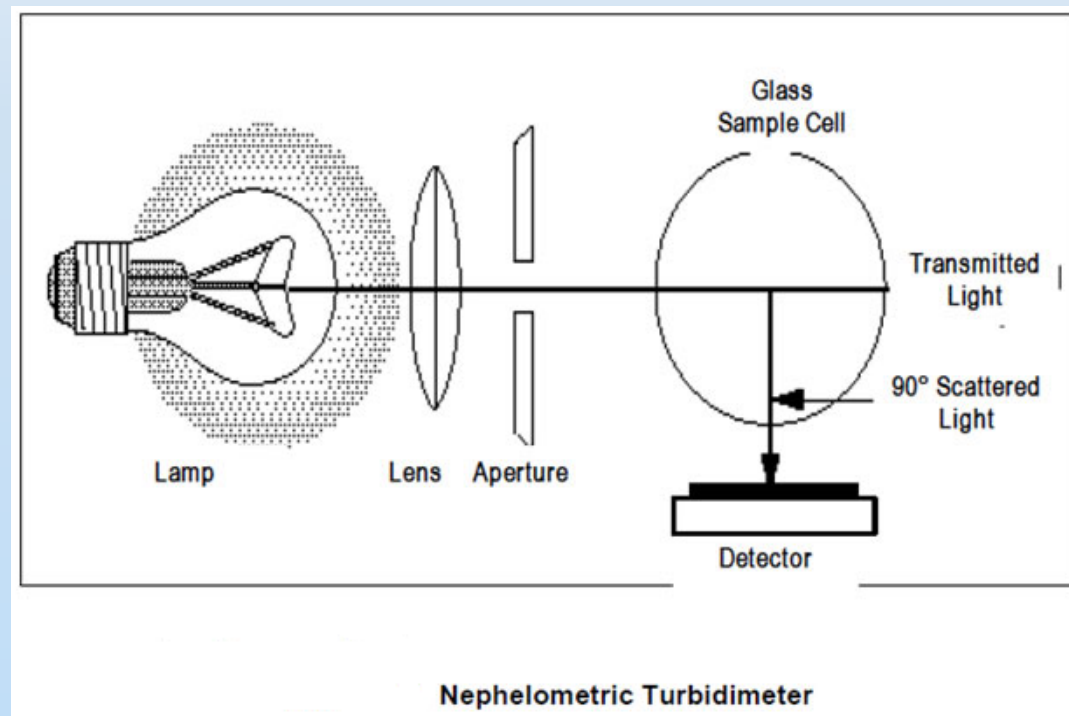 Glass
Sample Cell
Transmitted
Light
90° Scattered
Light
Lamp
Lens
Aperture
Detector
Nephelometric Turbidimeter